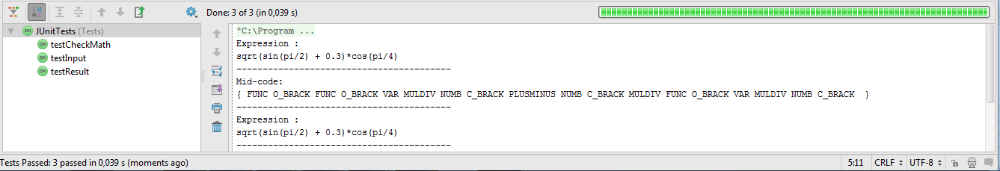 Done: 3 of 3 (in 0,039 s)
JUnitTests (Tests)
testCheckMath
testInput
testResult
"C:\Program ...
Expression :
sqrt(sin(pi/2) + 0.3)*cos(pi/4)
-----------------------------------------
Mid-code:
{ FUNC O_BRACK FUNC O_BRACK VAR MULDIV NUMB C_BRACK PLUSMINUS NUMB C_BRACK MULDIV FUNC O_BRACK VAR MULDIV NUMB C_BRACK  }
-----------------------------------------
Expression :
sqrt(sin(pi/2) + 0.3)*cos(pi/4)
-----------------------------------------
Tests Passed: 3 passed in 0,039 s (moments ago)
5:11 CRLF UTF-8